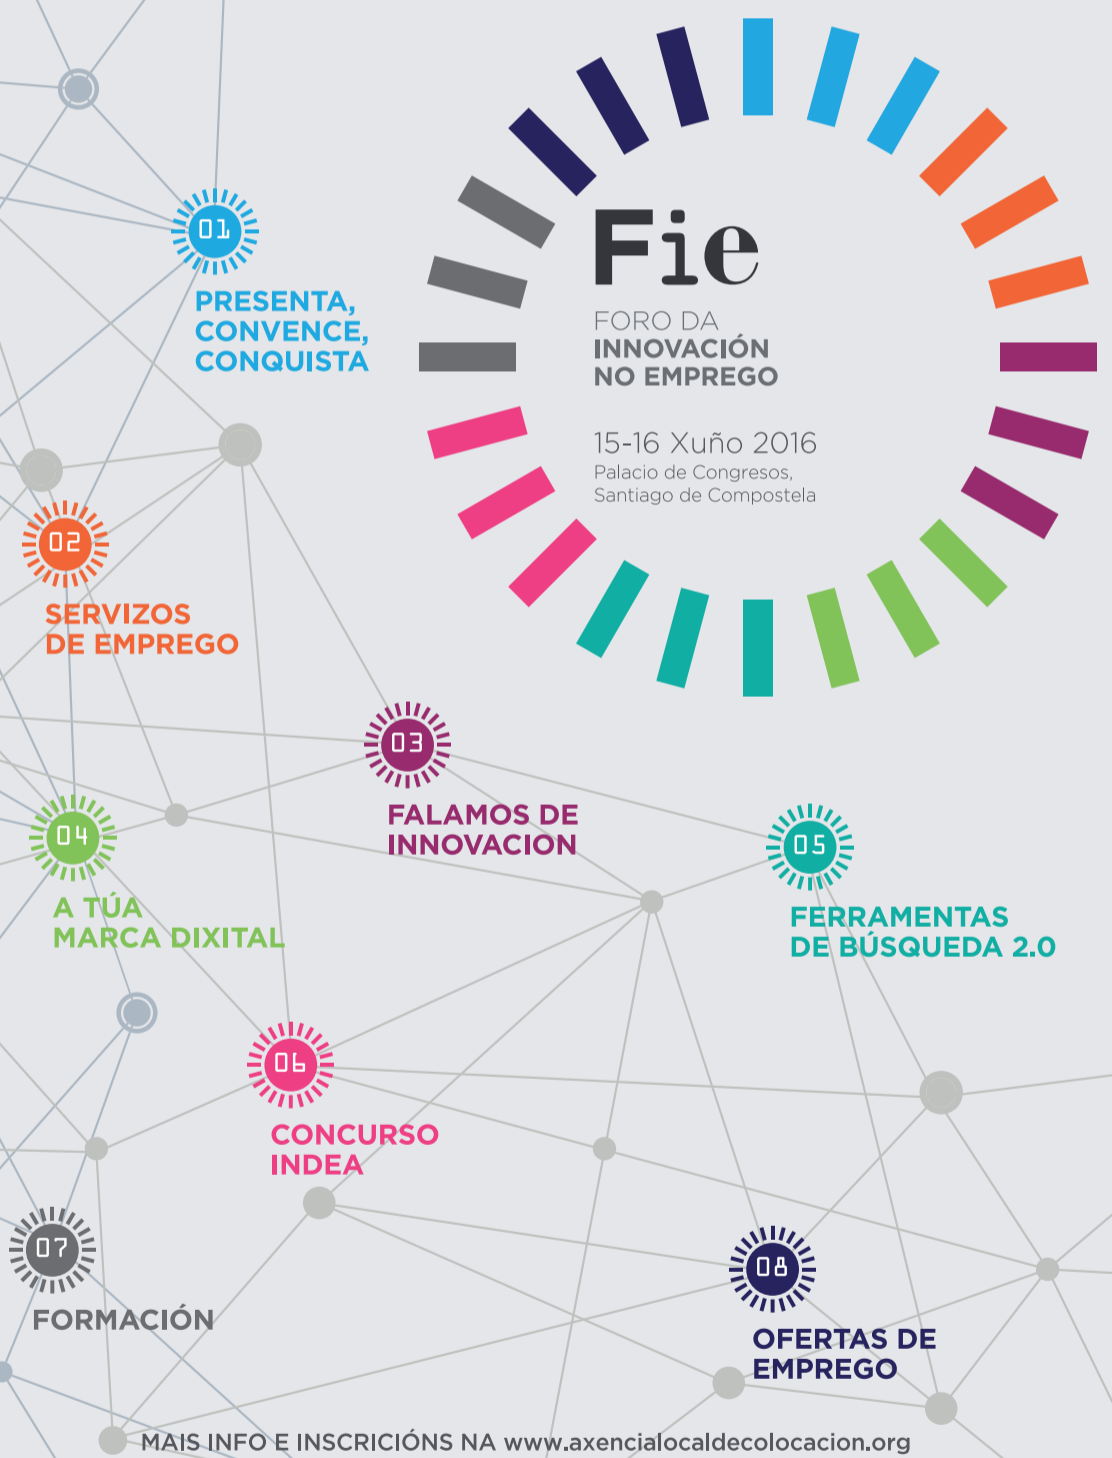 Fie
FORO DA
INNOVACIÓN
NO EMPREGO
15-16 Xuño 2016
Palacio de Congresos,
Santiago de Compostela
01
PRESENTA,
CONVENCE,
CONQUISTA
02
SERVIZOS
DE EMPREGO
03
FALAMOS DE
INNOVACION
04
A TÚA
MARCA DIXITAL
05
FERRAMENTAS
DE BÚSQUEDA 2.0
06
CONCURSO
INDEA
07
FORMACIÓN
08
OFERTAS DE
EMPREGO
MAIS INFO E INSCRICIÓNS NA www.axencialocaldecolocacion.org